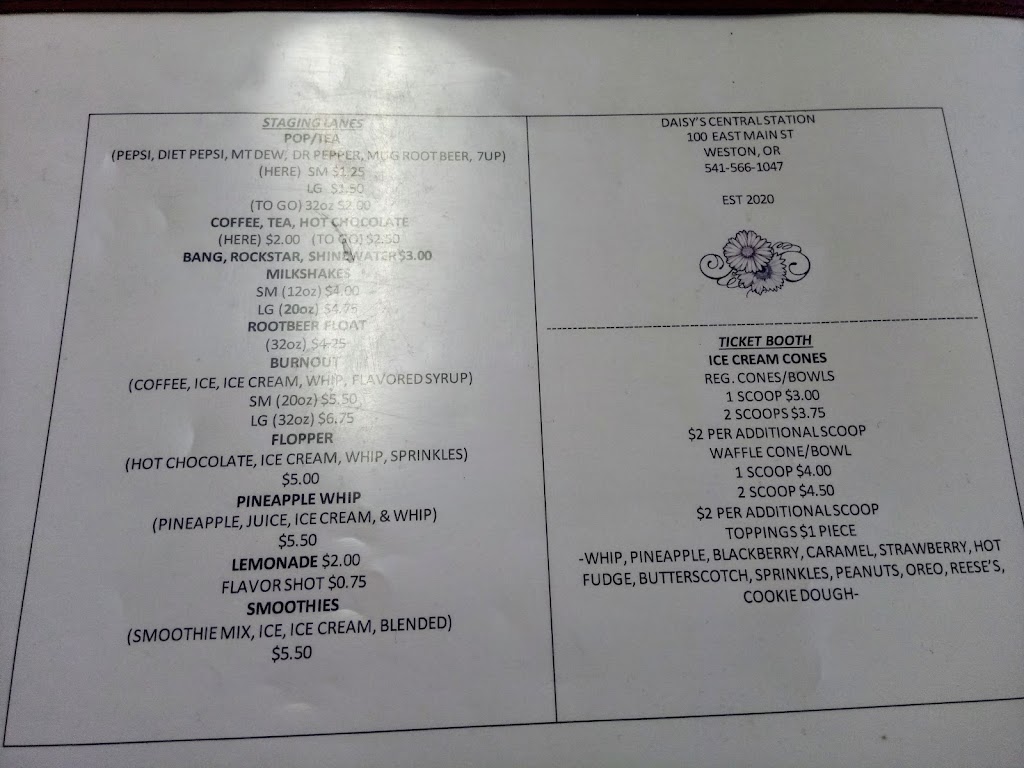 STAGING LANES
POP/TEA
(PEPSI, DIET PEPSI, MT DEW, DR PEPPER, MUG ROOT BEER, 7UP)
(HERE) SM $1.25
LG $1.50
(TO GO) 32oz $2.00
COFFEE, TEA, HOT CHOCOLATE
(HERE) $2.00 (TO GO) $2.50
BANG, ROCKSTAR, SHINEWATER $3.00
MILKSHAKES
SM (12oz) $4.00
LG (20oz) $4.75
ROOTBEER FLOAT
(32oz) $4.25
BURNOUT
(COFFEE, ICE, ICE CREAM, WHIP, FLAVORED SYRUP)
SM (20oz) $5.50
LG (32oz) $6.75
FLOPPER
(HOT CHOCOLATE, ICE CREAM, WHIP, SPRINKLES)
$5.00
PINEAPPLE WHIP
(PINEAPPLE, JUICE, ICE CREAM, & WHIP)
$5.50
LEMONADE $2.00
FLAVOR SHOT $0.75
SMOOTHIES
(SMOOTHIE MIX, ICE, ICE CREAM, BLENDED)
$5.50
DAISY'S CENTRAL STATION
100 EAST MAIN ST
WESTON, OR
541-566-1047
EST 2020
TICKET BOOTH
ICE CREAM CONES
REG. CONES/BOWLS
1 SCOOP $3.00
2 SCOOPS $3.75
$2 PER ADDITIONAL SCOOP
WAFFLE CONE/BOWL
1 SCOOP $4.00
2 SCOOP $4.50
$2 PER ADDITIONAL SCOOP
TOPPINGS $1 PIECE
-WHIP, PINEAPPLE, BLACKBERRY, CARAMEL, STRAWBERRY, HOT
FUDGE, BUTTERSCOTCH, SPRINKLES, PEANUTS, OREO, REESE'S,
COOKIE DOUGH-